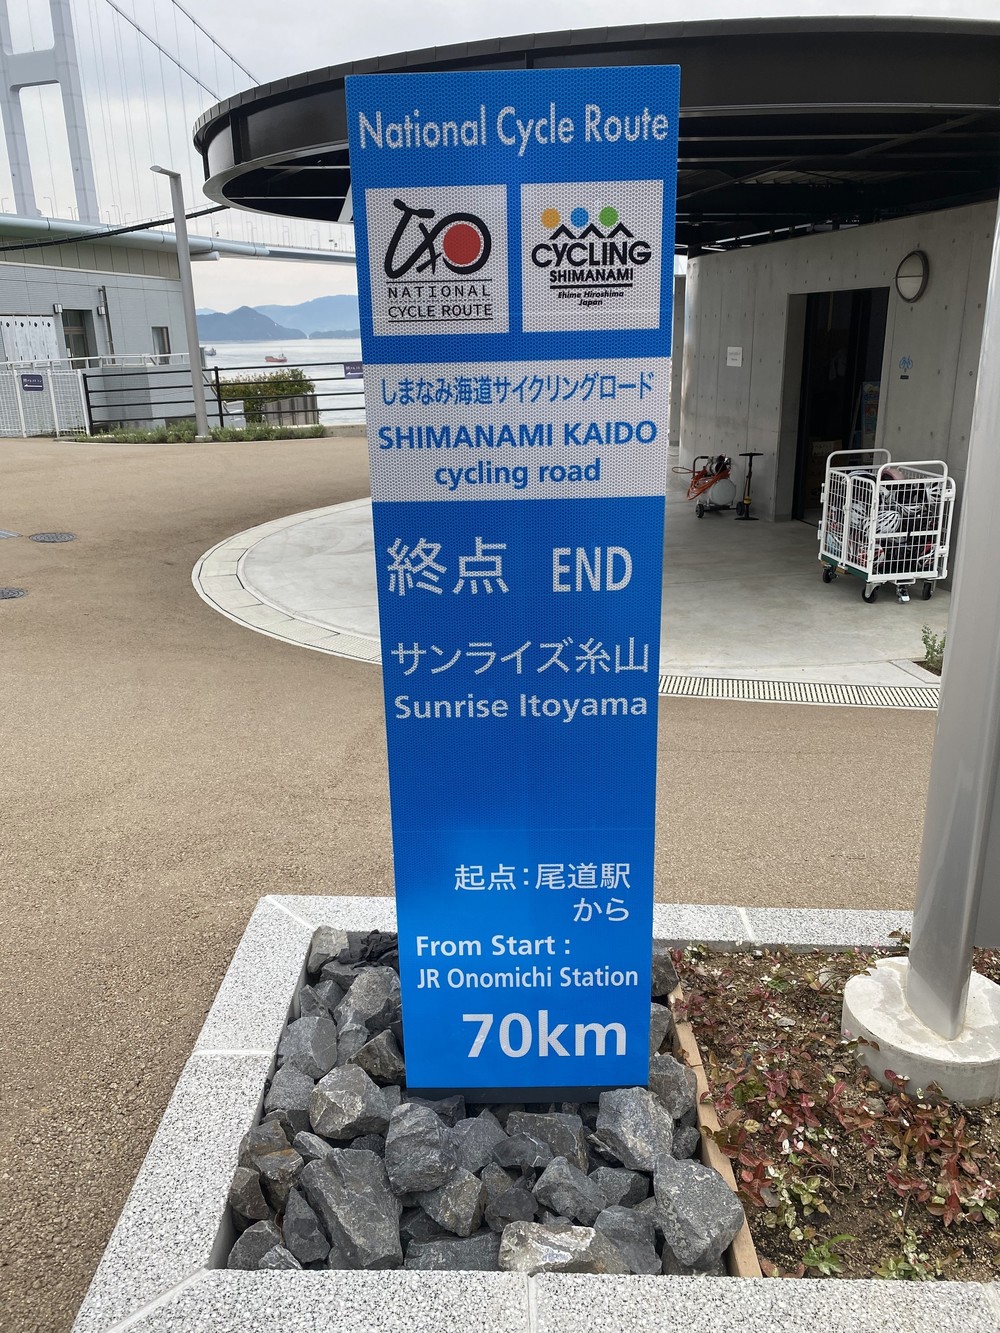 National Cycle Route
NATIONAL
CYCLE ROUTE
CYCLING
SHIMANAMI
Ehime Hiroshima
Japan
しまなみ海道サイクリングロード
SHIMANAMI KAIDO
cycling road
終点 END
サンライズ糸山
Sunrise Itoyama
起点：尾道駅
から
From Start :
JR Onomichi Station
70km